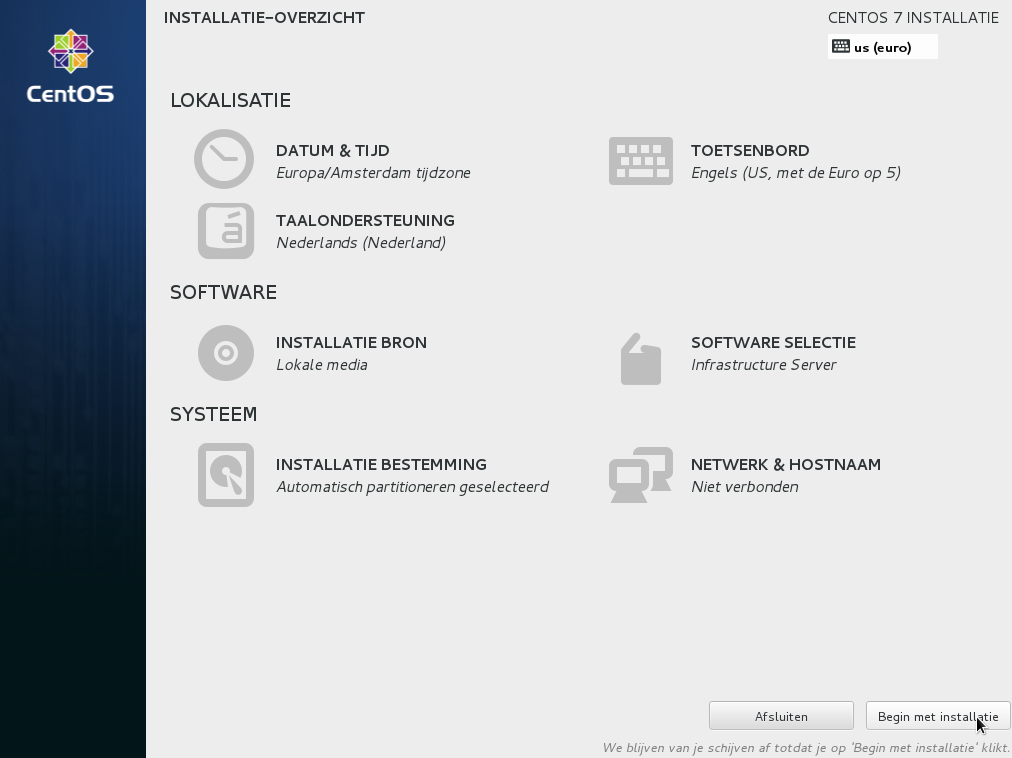 INSTALLATIE-OVERZICHT
CENTOS 7 INSTALLATIE
us (euro)
CentOS
LOKALISATIE
DATUM & TIJD
Europa/Amsterdam tijdzone
TOETSENBORD
Engels (US, met de Euro op 5)
á
TAALONDERSTEUNING
Nederlands (Nederland)
SOFTWARE
INSTALLATIE BRON
Lokale media
SOFTWARE SELECTIE
Infrastructure Server
SYSTEEM
INSTALLATIE BESTEMMING
Automatisch partitioneren geselecteerd
NETWERK & HOSTNAAM
Niet verbonden
Afsluiten
Begin met installatie
We blijven van je schijven af totdat je op 'Begin met installatie' klikt.